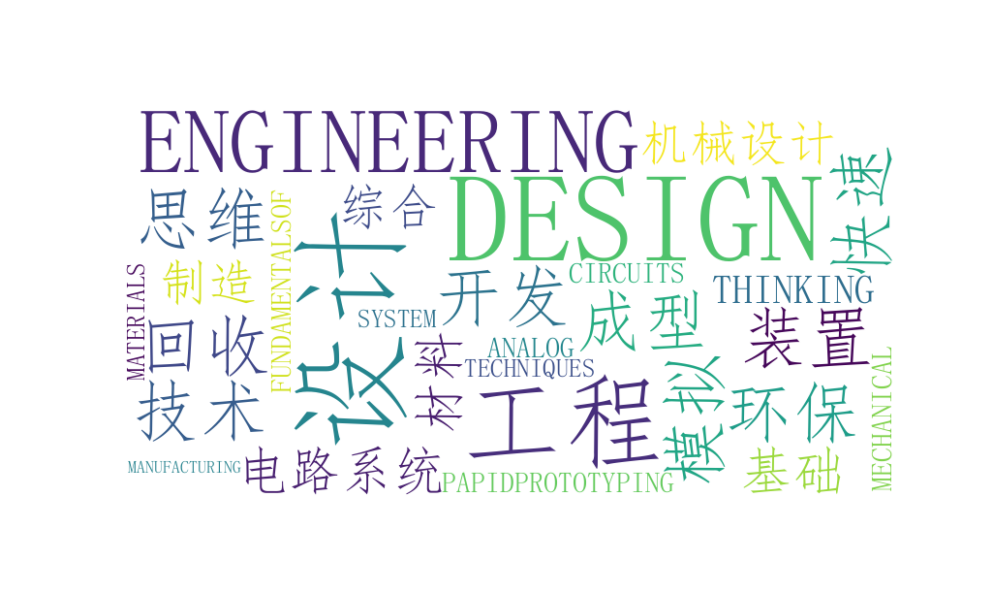 ENGINEERING
机械设计
DESIGN
快速
思维
综合
FUNDAMENTALSOF
设计
制造
MATERIALS
开发
CIRCUITS
THINKING
成型
SYSTEM
装置
回收
ANALOG
材料
TECHNIQUES
模拟
工程
环保
MECHANICAL
技术
电路系统
MANUFACTURING
PAPIDPROTOTYPING
基础